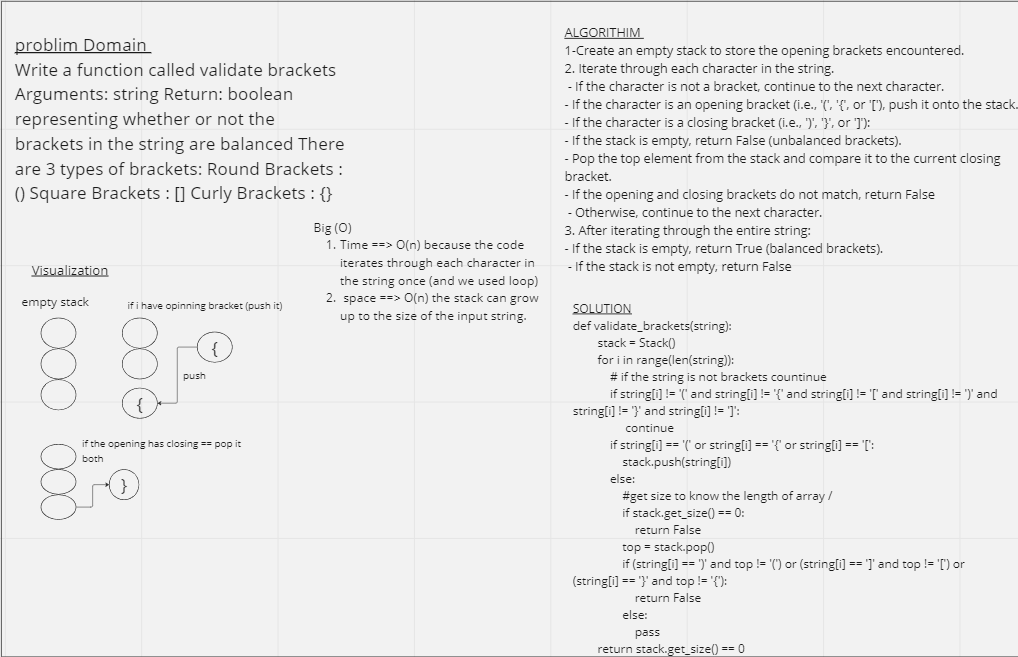 problim Domain
Write a function called validate brackets
Arguments: string Return: boolean
representing whether or not the
brackets in the string are balanced There
are 3 types of brackets: Round Brackets :
() Square Brackets : [] Curly Brackets : {}
Visualization
empty stack
if i have opinning bracket (push it)
{
push
{
if the opening has closing == pop it
both
}
Big (O)
1. Time ==> O(n) because the code
iterates through each character in
the string once (and we used loop)
2. space ==> O(n) the stack can grow
up to the size of the input string.
ALGORITHIM
1-Create an empty stack to store the opening brackets encountered.
2. Iterate through each character in the string.
- If the character is not a bracket, continue to the next character.
- If the character is an opening bracket (i.e., '(', '{', or '['), push it onto the stack.
- If the character is a closing bracket (i.e., ')', '}', or ']'):
- If the stack is empty, return False (unbalanced brackets).
- Pop the top element from the stack and compare it to the current closing
bracket.
- If the opening and closing brackets do not match, return False
- Otherwise, continue to the next character.
3. After iterating through the entire string:
- If the stack is empty, return True (balanced brackets).
- If the stack is not empty, return False
SOLUTION
def validate_brackets(string):
stack = Stack()
for i in range(len(string)):
# if the string is not brackets countinue
if string[i] != '(' and string[i] != '{' and string[i] != '[' and string[i] != ')' and
string[i] != '}' and string[i] != ']':
continue
if string[i] == '(' or string[i] == '{' or string[i] == '[':
stack.push(string[i])
else:
#get size to know the length of array /
if stack.get_size() == 0:
return False
top = stack.pop()
if (string[i] == ')' and top != '(') or (string[i] == ']' and top != '[') or
(string[i] == '}' and top != '{'):
return False
else:
pass
return stack.get_size() == 0